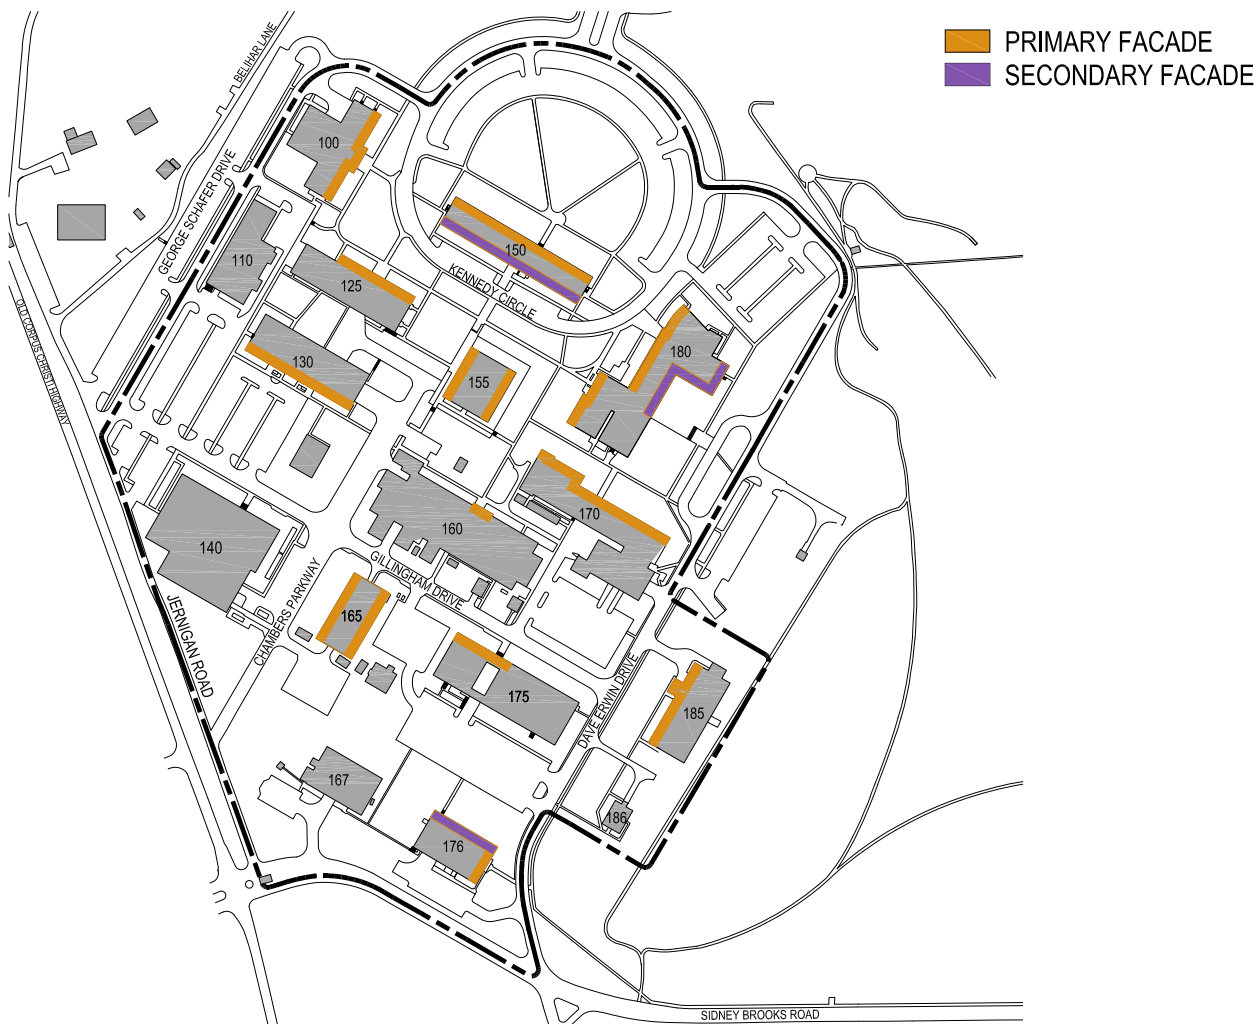 PRIMARY FACADE
SECONDARY FACADE
BELIHAR LANE
GEORGE SCHAFER DRIVE
OLD CORPUS CHRISTI HIGHWAY
100
110
125
150
KENNEDY CIRCLE
130
155
180
140
160
170
GILLINGHAM DRIVE
CHAMBERS PARKWAY
JERNIGAN ROAD
165
175
DAVE ERWIN DRIVE
185
167
176
186
SIDNEY BROOKS ROAD